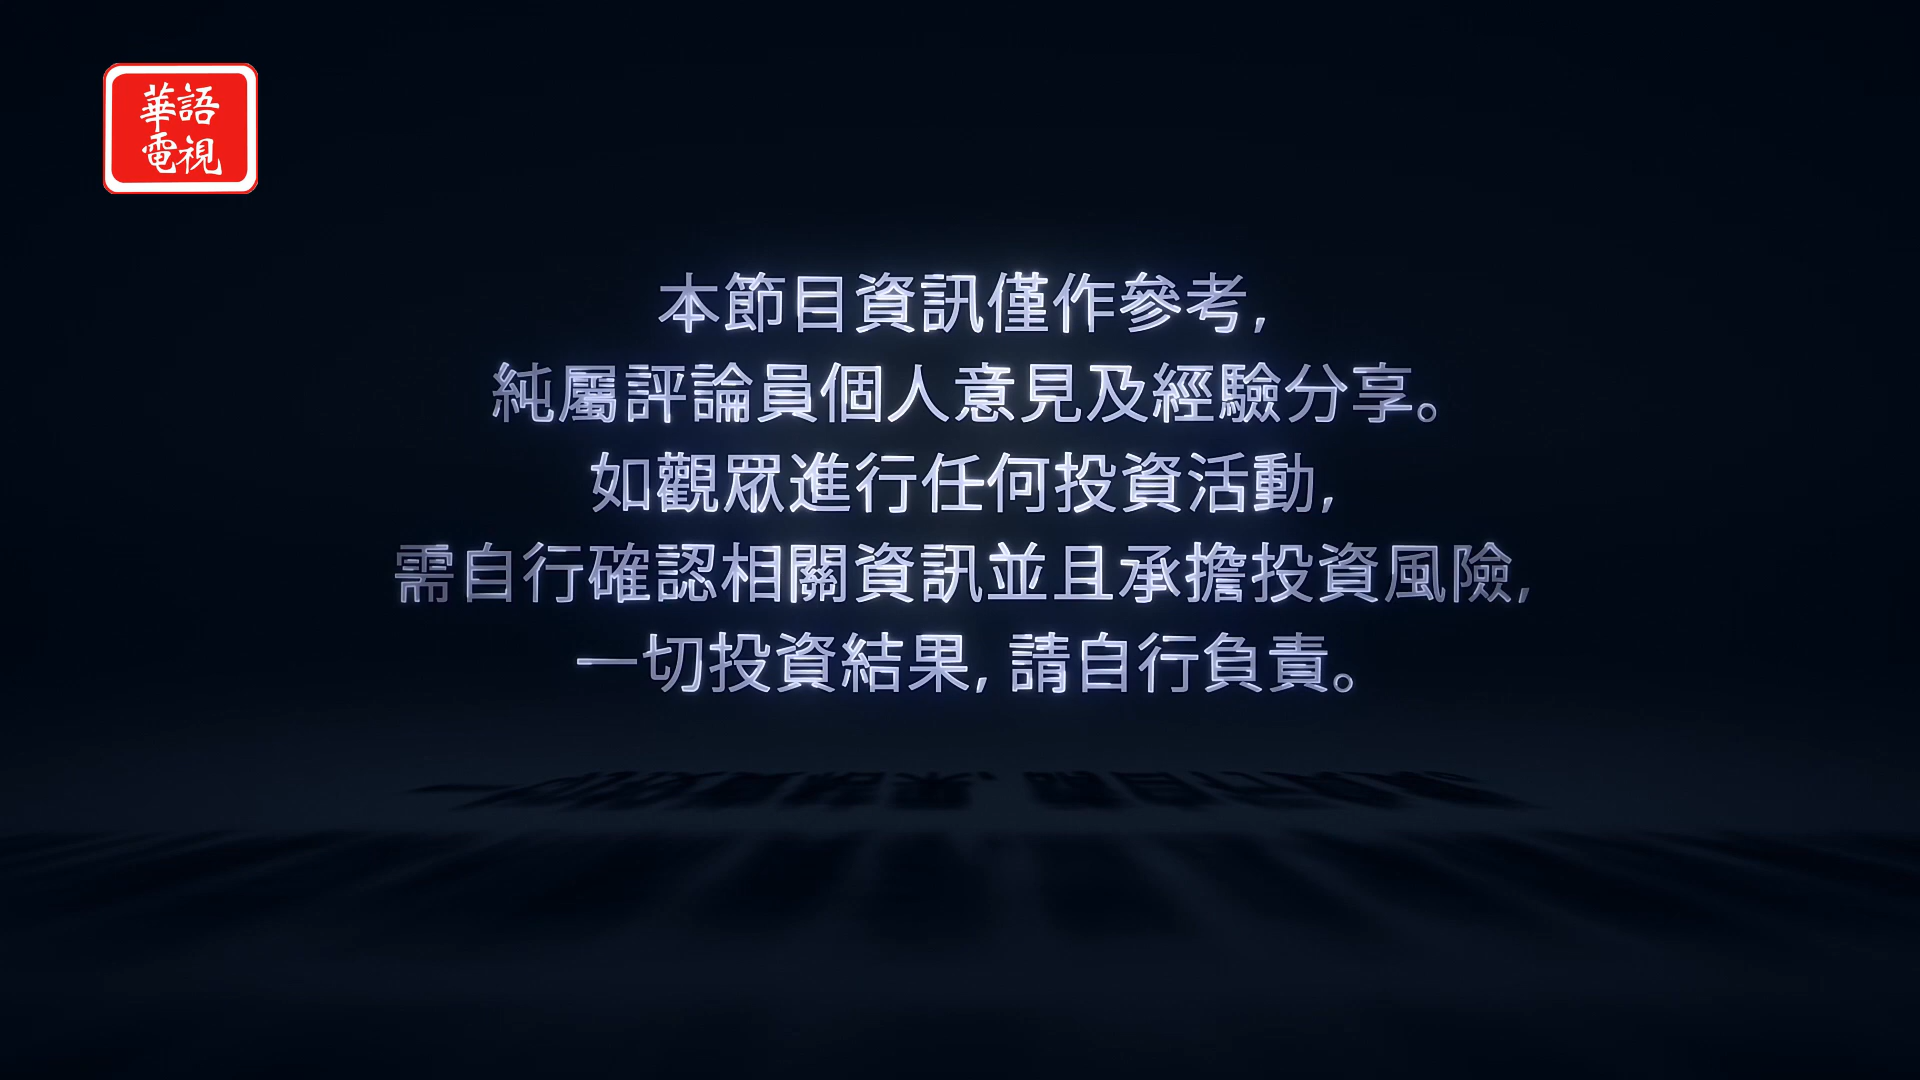 華語
電視
本節目資訊僅作參考,
純屬評論員個人意見及經驗分享。
如觀眾進行任何投資活動,
需自行確認相關資訊並且承擔投資風險,
一切投資結果, 請自行負責。